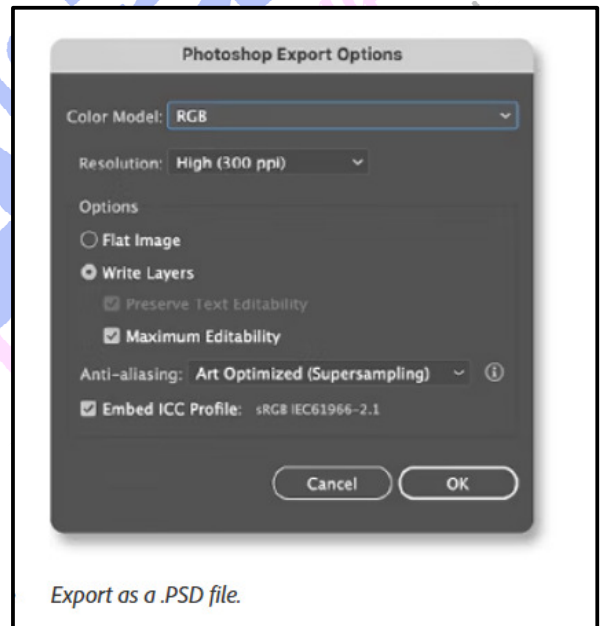 Photoshop Export Options
Color Model: RGB
Resolution: High (300 ppi)
Options
Flat Image
Write Layers
Preserve Text Editability
Maximum Editability
Anti-aliasing: Art Optimized (Supersampling)
Embed ICC Profile: sRGB IEC61966-2.1
Cancel OK
Export as a .PSD file.